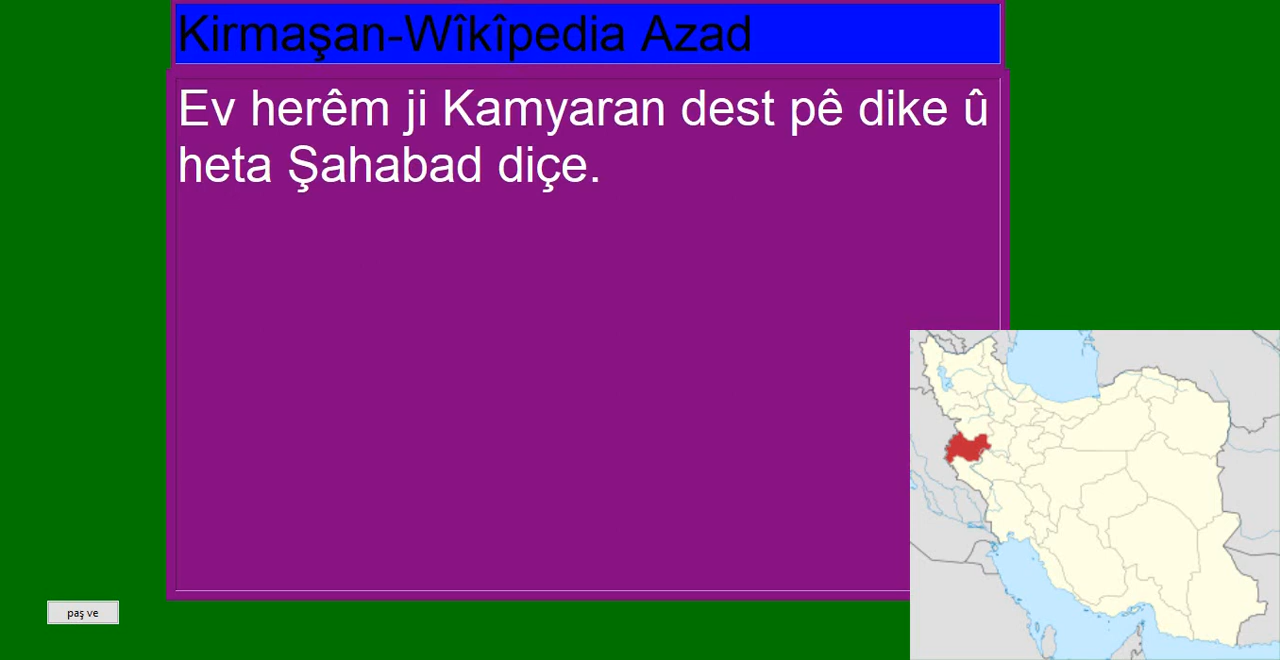 Kirmaşan-Wîkîpedia Azad
Ev herêm ji Kamyaran dest pê dike û
heta Şahabad diçe.
paş ve